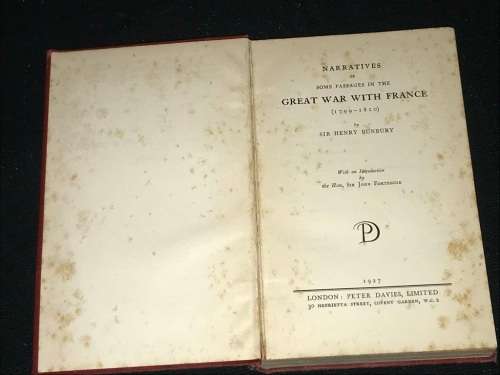 NARRATIVES
OF
SOME PASSAGES IN THE
GREAT WAR WITH FRANCE
(1799–1810)
by
SIR HENRY BUNBURY
With an Introduction
by
the Hon. SIR JOHN FORTESCUE
PD
1927
LONDON: PETER DAVIES, LIMITED
30 HENRIETTA STREET, COVENT GARDEN, W.C.2